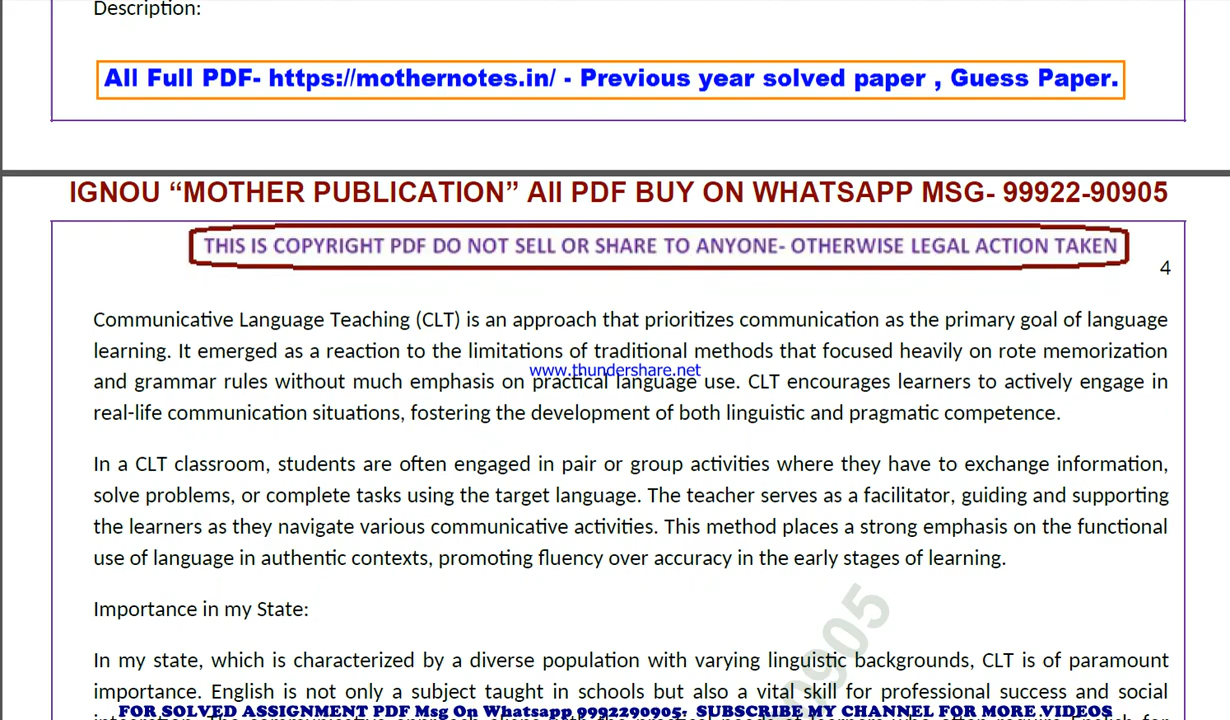 Description:
All Full PDF- https://mothernotes.in/ - Previous year solved paper , Guess Paper.
IGNOU “MOTHER PUBLICATION” All PDF BUY ON WHATSAPP MSG- 99922-90905
THIS IS COPYRIGHT PDF DO NOT SELL OR SHARE TO ANYONE- OTHERWISE LEGAL ACTION TAKEN
4
Communicative Language Teaching (CLT) is an approach that prioritizes communication as the primary goal of language
learning. It emerged as a reaction to the limitations of traditional methods that focused heavily on rote memorization
www.thundershare.net
and grammar rules without much emphasis on practical language use. CLT encourages learners to actively engage in
real-life communication situations, fostering the development of both linguistic and pragmatic competence.
In a CLT classroom, students are often engaged in pair or group activities where they have to exchange information,
solve problems, or complete tasks using the target language. The teacher serves as a facilitator, guiding and supporting
the learners as they navigate various communicative activities. This method places a strong emphasis on the functional
use of language in authentic contexts, promoting fluency over accuracy in the early stages of learning.
Importance in my State:
In my state, which is characterized by a diverse population with varying linguistic backgrounds, CLT is of paramount
importance. English is not only a subject taught in schools but also a vital skill for professional success and social
FOR SOLVED ASSIGNMENT PDF Msg On Whatsapp 9992290905- SUBSCRIBE MY CHANNEL FOR MORE VIDEOS